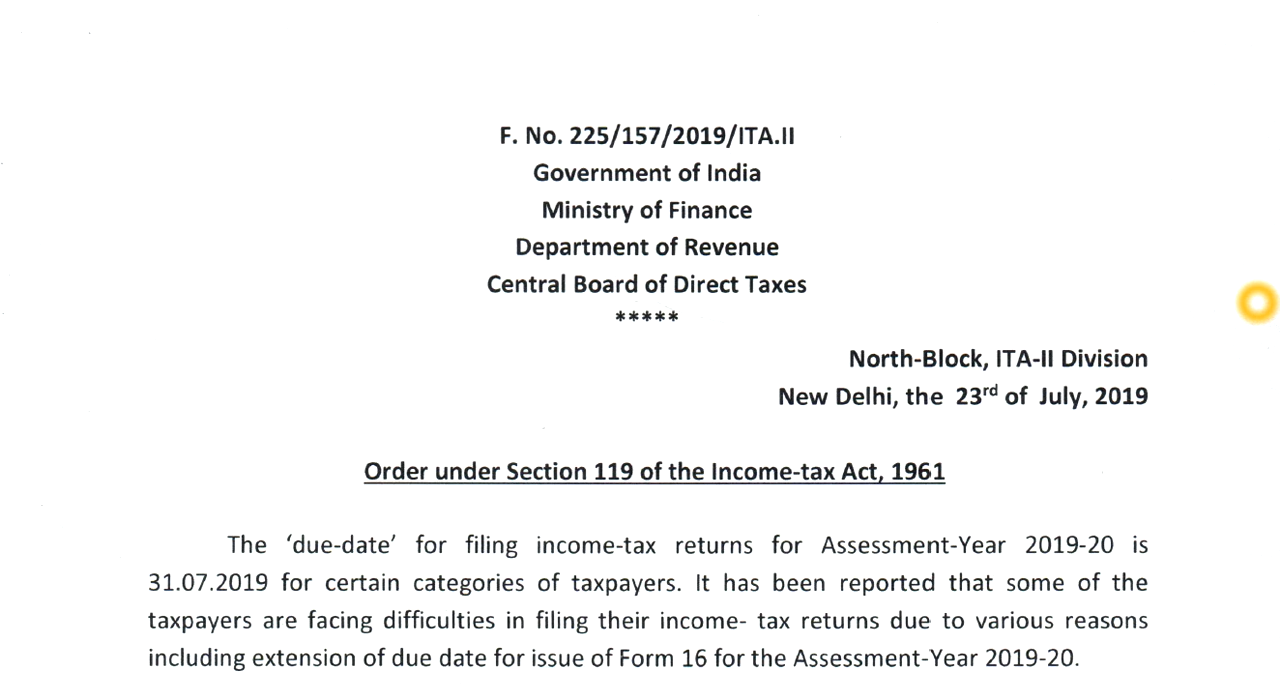 F. No. 225/157/2019/ITA.II
Government of India
Ministry of Finance
Department of Revenue
Central Board of Direct Taxes
*****
North-Block, ITA-II Division
New Delhi, the 23rd of July, 2019
Order under Section 119 of the Income-tax Act, 1961
The ‘due-date’ for filing income-tax returns for Assessment-Year 2019-20 is
31.07.2019 for certain categories of taxpayers. It has been reported that some of the
taxpayers are facing difficulties in filing their income- tax returns due to various reasons
including extension of due date for issue of Form 16 for the Assessment-Year 2019-20.